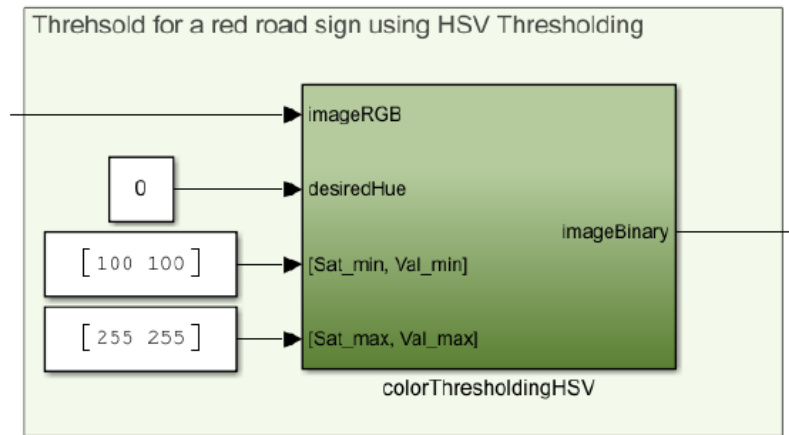 Threhsold for a red road sign using HSV Thresholding
imageRGB
0
desiredHue
imageBinary
[100 100]
[Sat_min, Val_min]
[255 255]
[Sat_max, Val_max]
colorThresholdingHSV